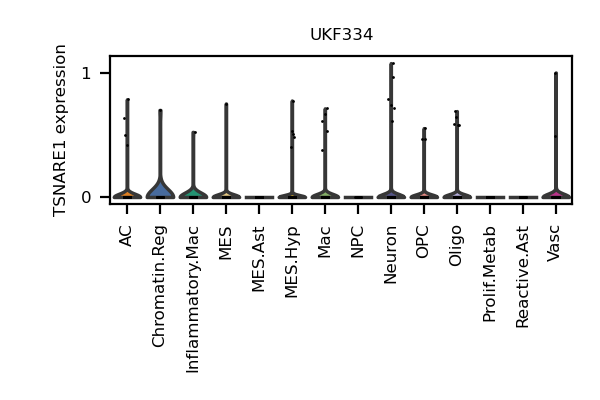 UKF334
TSNARE1 expression
1
0
AC
Chromatin.Reg
Inflammatory.Mac
MES
MES.Ast
MES.Hyp
Mac
NPC
Neuron
OPC
Oligo
Prolif.Metab
Reactive.Ast
Vasc